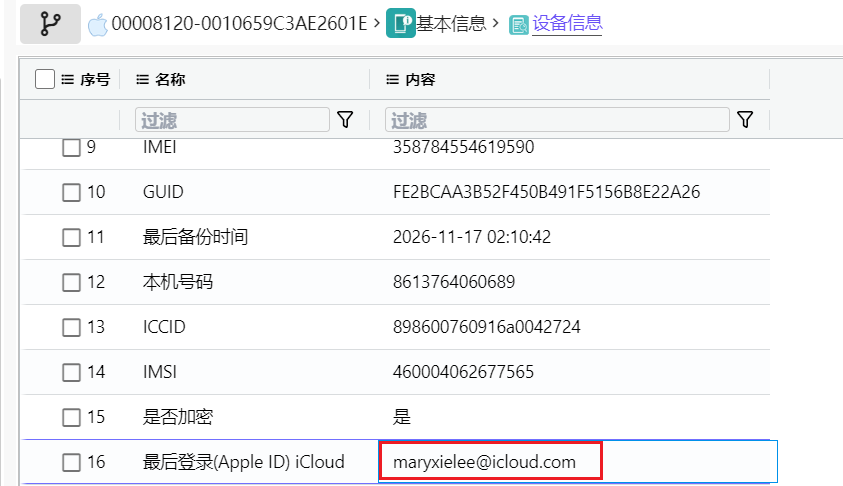 00008120-0010659C3AE2601E > 基本信息 > 设备信息
序号 名称 内容
过滤 过滤
9 IMEI 358784554619590
10 GUID FE2BCAA3B52F450B491F5156B8E22A26
11 最后备份时间 2026-11-17 02:10:42
12 本机号码 8613764060689
13 ICCID 898600760916a0042724
14 IMSI 460004062677565
15 是否加密 是
16 最后登录(Apple ID) iCloud maryxielee@icloud.com